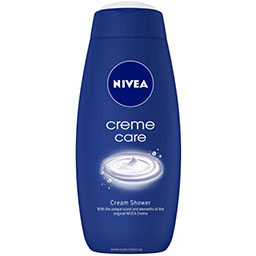 NIVEA
creme
care
Cream Shower
With the unique scent and elements of the
original NIVEA Creme